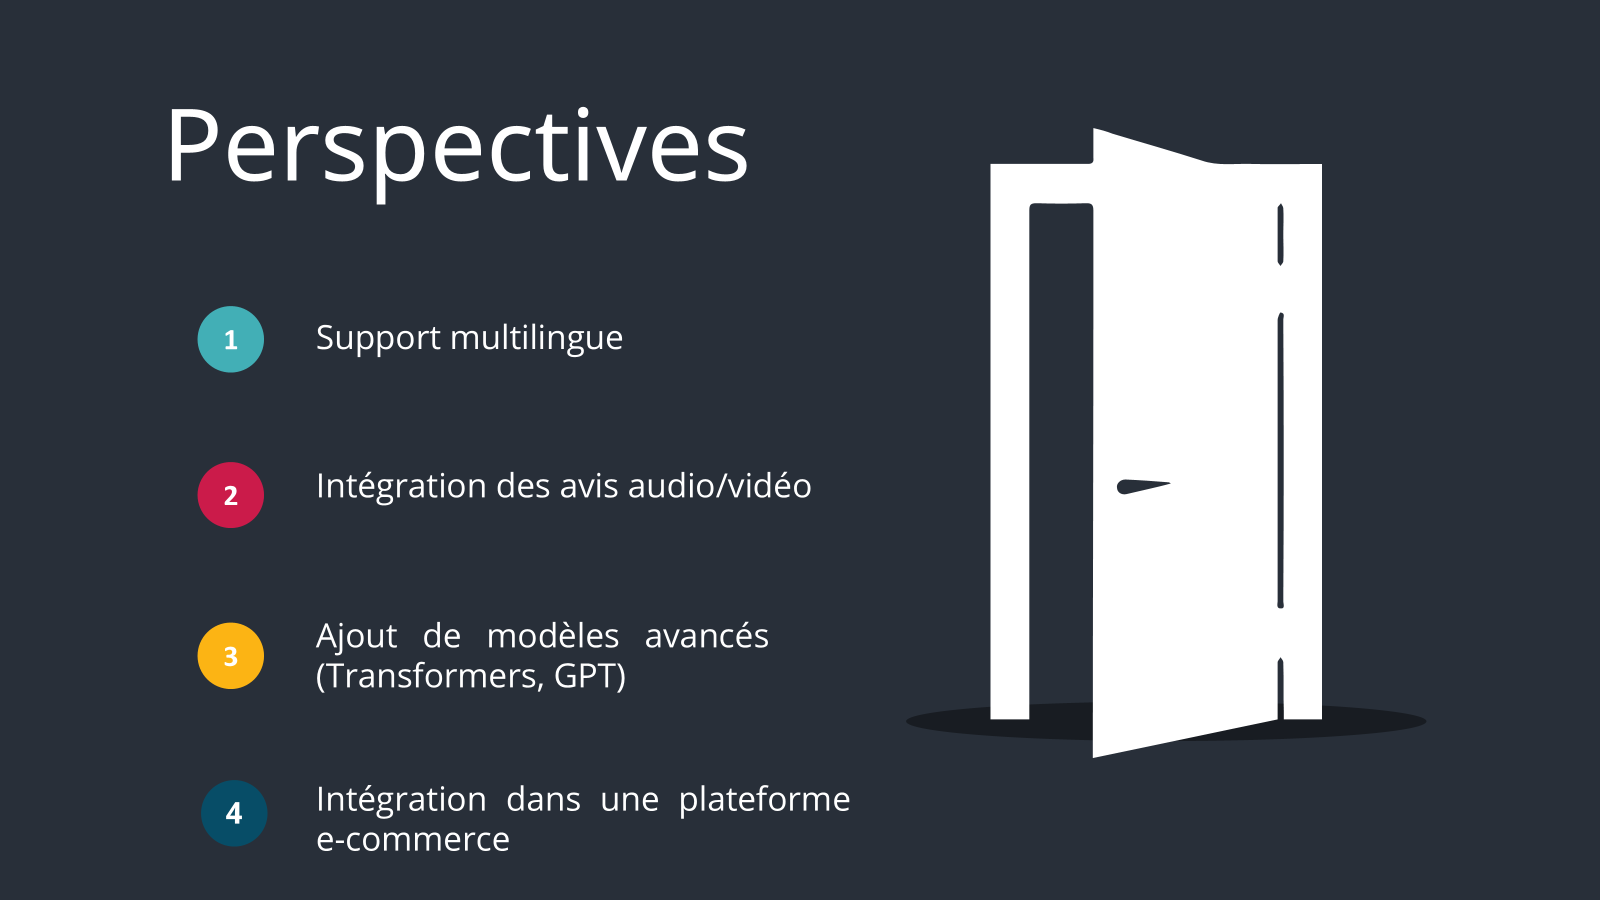 Perspectives
1 Support multilingue
2 Intégration des avis audio/vidéo
3 Ajout de modèles avancés
(Transformers, GPT)
4 Intégration dans une plateforme
e-commerce